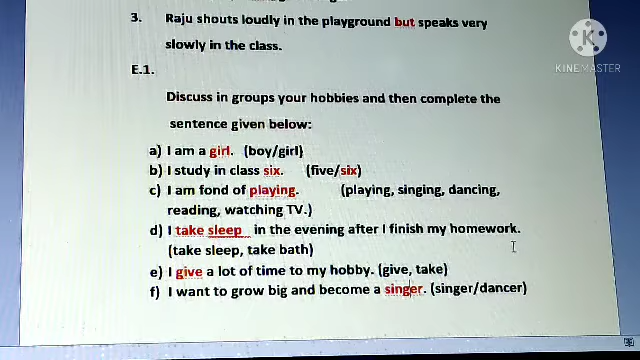 3. Raju shouts loudly in the playground but speaks very
slowly in the class.
E.1.
Discuss in groups your hobbies and then complete the
sentence given below:
a) I am a girl. (boy/girl}
b) I study in class six. (five/six)
c) I am fond of playing. (playing, singing, dancing,
reading, watching TV.)
d) I take sleep in the evening after I finish my homework.
(take sleep, take bath)
e) I give a lot of time to my hobby. (give, take)
f) I want to grow big and become a singer. (singer/dancer)
KINEMASTER